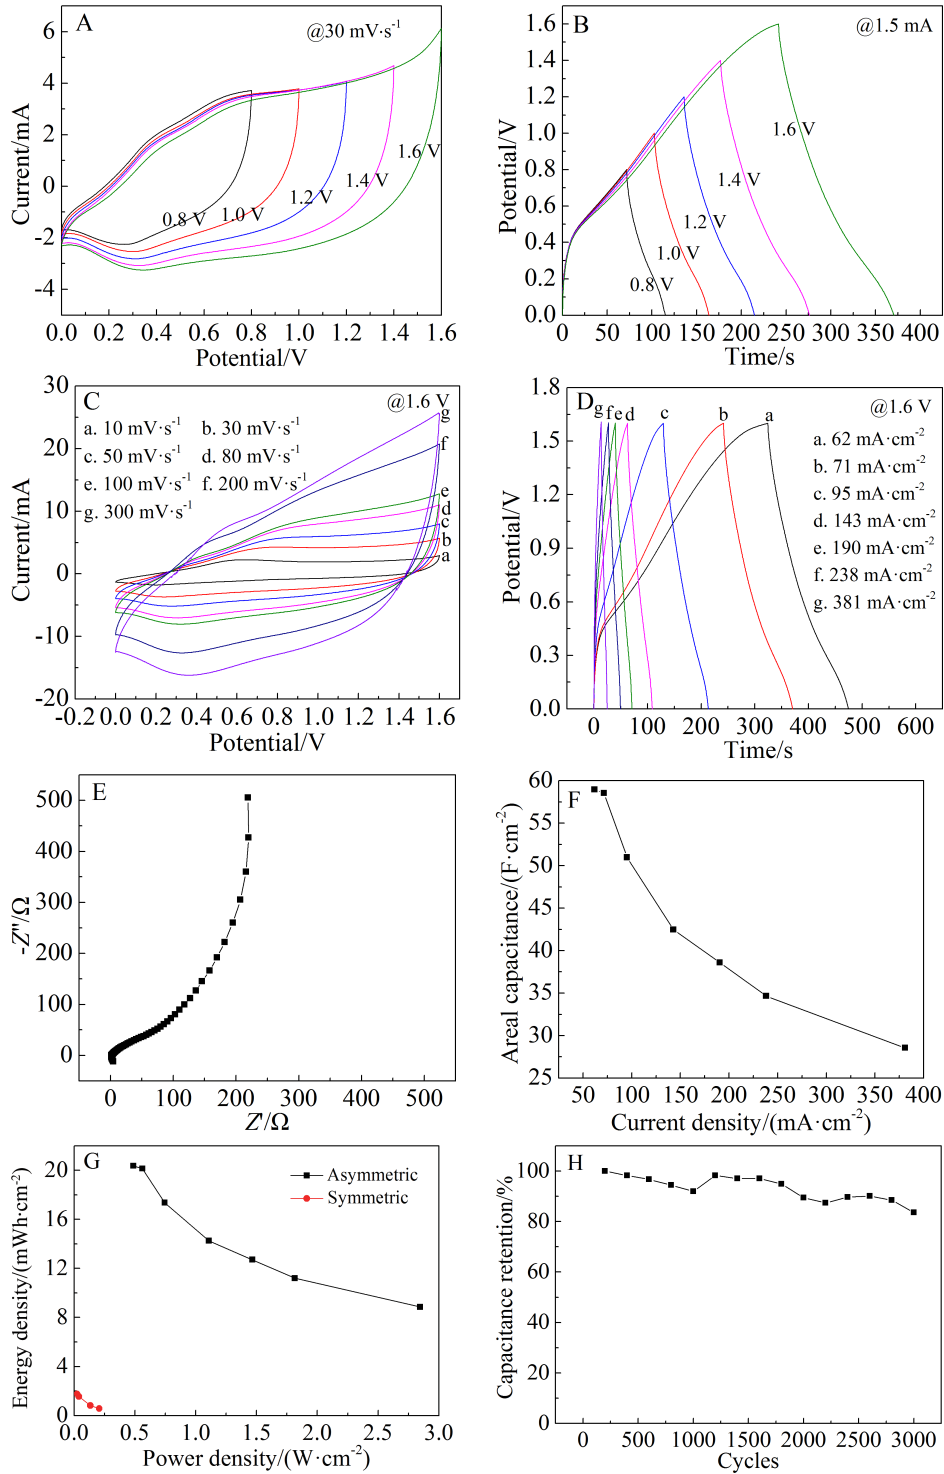 A
@30 mV·s-1
6
4
2
0
-2
-4
Current/mA
0.8 V
1.0 V
1.2 V
1.4 V
1.6 V
0.0 0.2 0.4 0.6 0.8 1.0 1.2 1.4 1.6
Potential/V
B
@1.5 mA
1.6
1.4
1.2
1.0
0.8
0.6
0.4
0.2
0.0
Potential/V
1.6 V
1.4 V
1.2 V
1.0 V
0.8 V
0 50 100 150 200 250 300 350 400
Time/s
C
@1.6 V
a. 10 mV·s-1 b. 30 mV·s-1
c. 50 mV·s-1 d. 80 mV·s-1
e. 100 mV·s-1 f. 200 mV·s-1
g. 300 mV·s-1
30
20
10
0
-10
-20
Current/mA
g
f
e
d
c
b
a
-0.2 0.0 0.2 0.4 0.6 0.8 1.0 1.2 1.4 1.6
Potential/V
D
@1.6 V
g f e d c b a
a. 62 mA·cm-2
b. 71 mA·cm-2
c. 95 mA·cm-2
d. 143 mA·cm-2
e. 190 mA·cm-2
f. 238 mA·cm-2
g. 381 mA·cm-2
1.8
1.5
1.2
0.9
0.6
0.3
0.0
Potential/V
0 100 200 300 400 500 600
Time/s
E
500
400
300
200
100
0
-Z''/Ω
0 100 200 300 400 500
Z'/Ω
F
60
55
50
45
40
35
30
25
Areal capacitance/(F·cm-2)
0 50 100 150 200 250 300 350 400
Current density/(mA·cm-2)
G
Asymmetric
Symmetric
20
16
12
8
4
0
Energy density/(mWh·cm-2)
0.0 0.5 1.0 1.5 2.0 2.5 3.0
Power density/(W·cm-2)
H
100
80
60
40
20
0
Capacitance retention/%
0 500 1000 1500 2000 2500 3000
Cycles